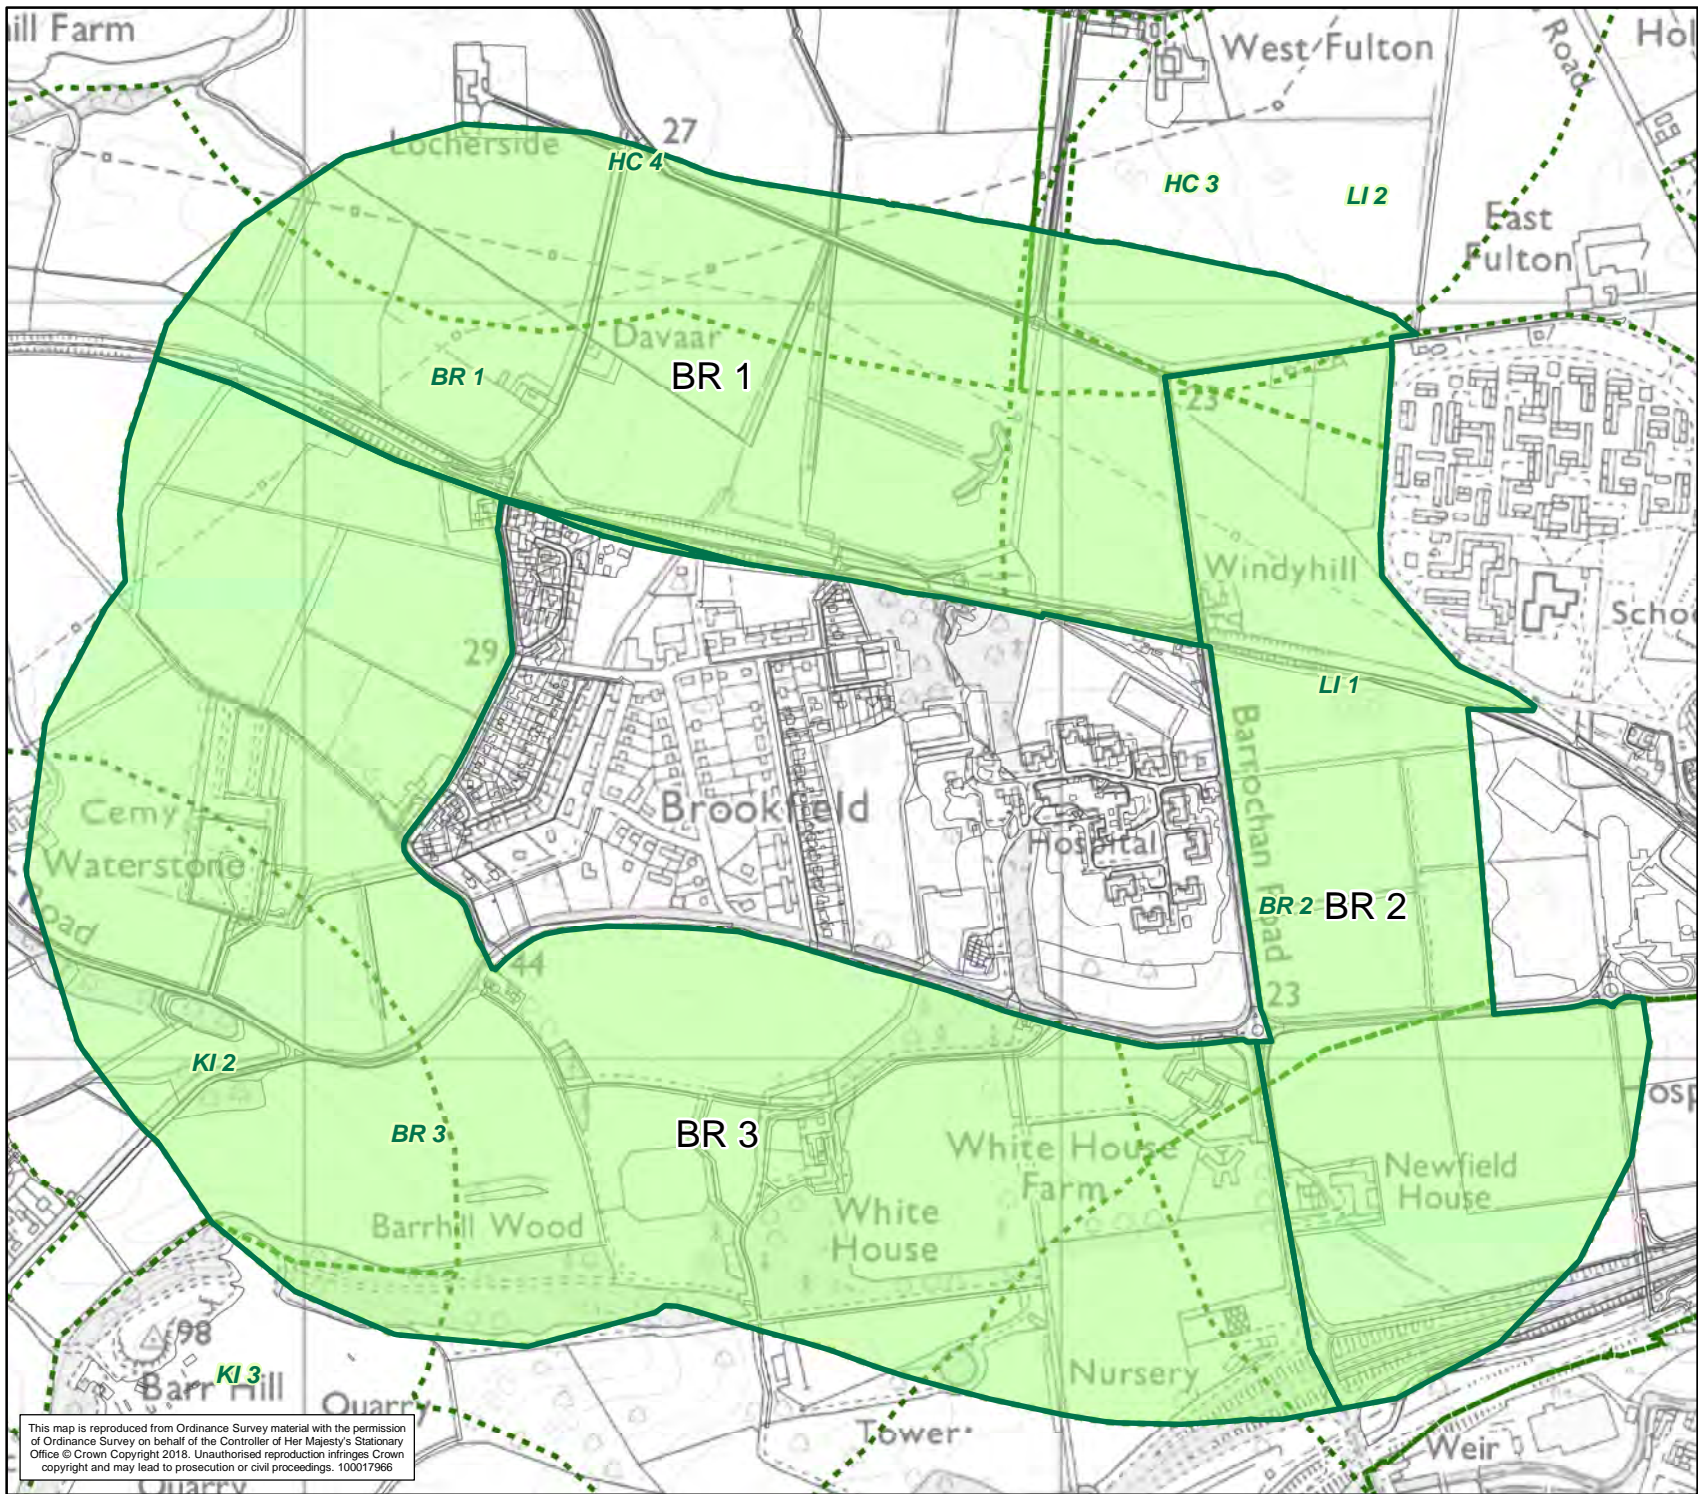 ill Farm
West Fulton
Road
Hol
Locherside
27
HC 4
HC 3
LI 2
East
Fulton
Davaar
BR 1
BR 1
23
Windyhill
Scho
29
LI 1
Barrochan Road
Cemy
Waterstone
Road
Brookfield
Hospital
BR 2
BR 2
44
23
KI 2
BR 3
BR 3
White House
Farm
Newfield
House
osp
Barrhill Wood
White
House
98
Barr Hill
KI 3
Quarry
Nursery
Tower
Weir
This map is reproduced from Ordinance Survey material with the permission
of Ordinance Survey on behalf of the Controller of Her Majesty's Stationary
Office © Crown Copyright 2018. Unauthorised reproduction infringes Crown
copyright and may lead to prosecution or civil proceedings. 100017966
Quarry